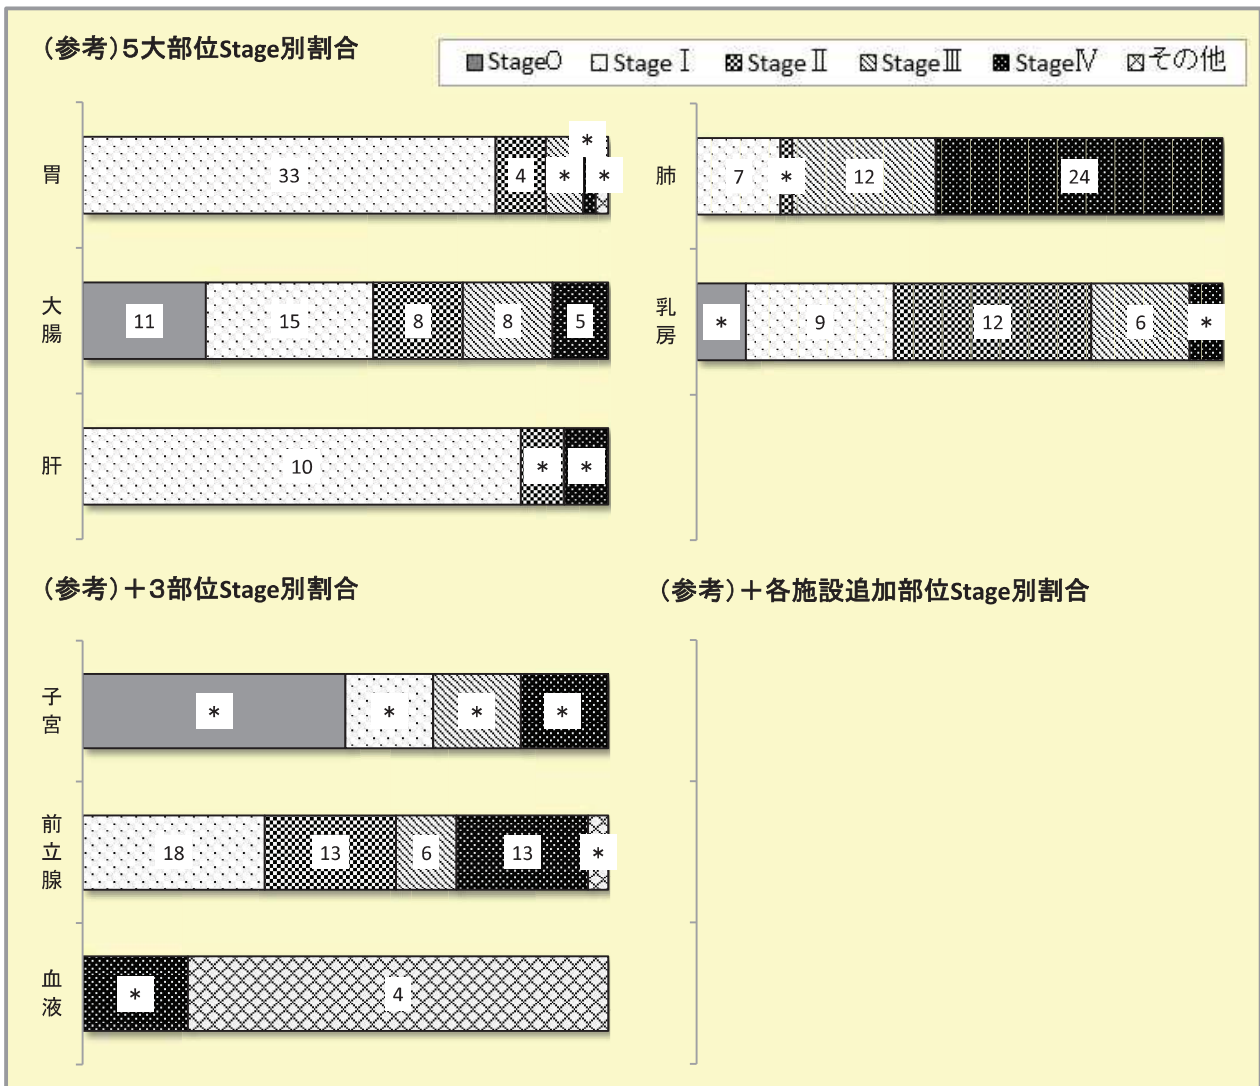 （参考）５大部位Stage別割合
Stage0 StageⅠ StageⅡ StageⅢ StageⅣ その他
胃 33 4 * * *
大腸 11 15 8 8 5
肝 10 * *
肺 7 * 12 24
乳房 * 9 12 6 *
（参考）＋３部位Stage別割合
子宮 * * * *
前立腺 18 13 6 13 *
血液 * 4
（参考）＋各施設追加部位Stage別割合